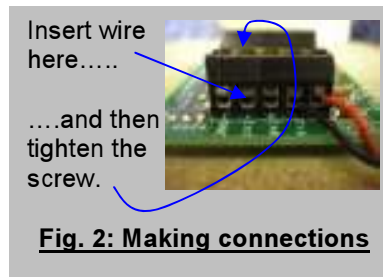 Insert wire
here…..
….and then
tighten the
screw.
Fig. 2: Making connections